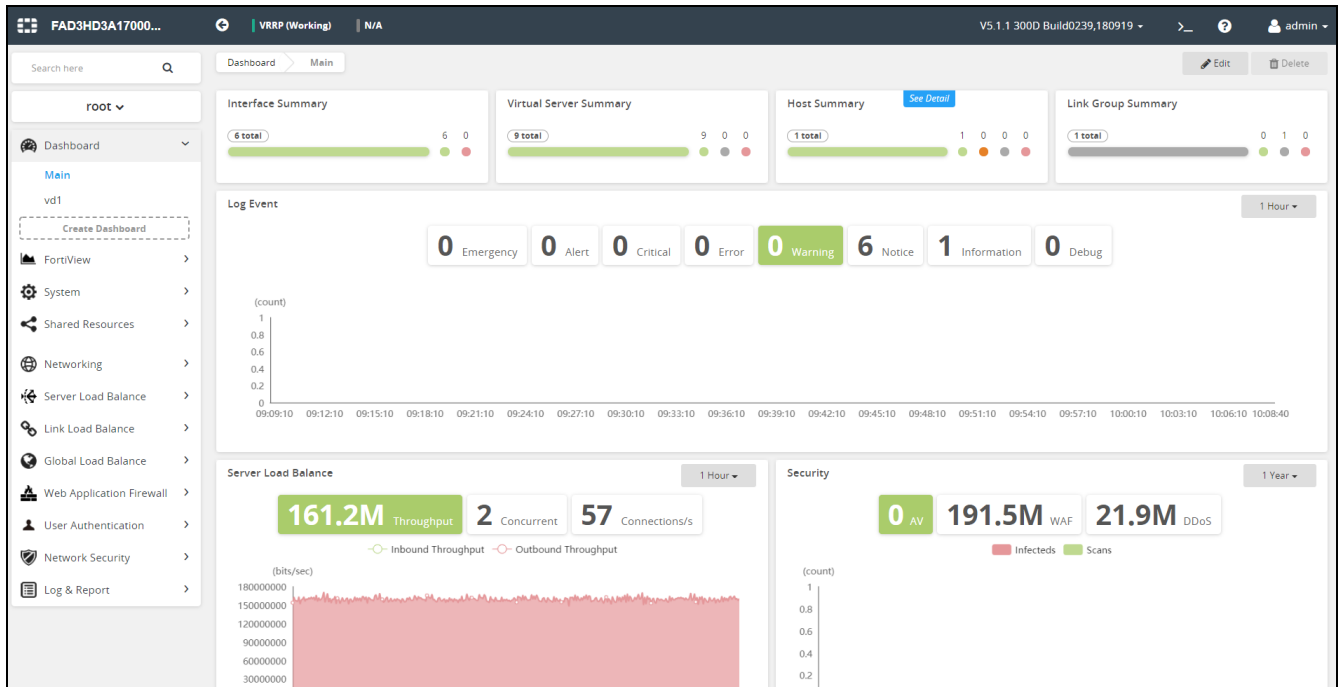 FAD3HD3A17000... VRRP (Working) N/A V5.1.1 300D Build0239,180919 >_ ? admin
Search here
root
Dashboard
Main
vd1
Create Dashboard
FortiView
System
Shared Resources
Networking
Server Load Balance
Link Load Balance
Global Load Balance
Web Application Firewall
User Authentication
Network Security
Log & Report
Dashboard Main Edit Delete
Interface Summary
6 total 6 0
Virtual Server Summary
9 total 9 0 0
Host Summary See Detail
1 total 1 0 0 0
Link Group Summary
1 total 0 1 0
Log Event 1 Hour
0 Emergency 0 Alert 0 Critical 0 Error 0 Warning 6 Notice 1 Information 0 Debug
(count)
1
0.8
0.6
0.4
0.2
0
09:09:10 09:12:10 09:15:10 09:18:10 09:21:10 09:24:10 09:27:10 09:30:10 09:33:10 09:36:10 09:39:10 09:42:10 09:45:10 09:48:10 09:51:10 09:54:10 09:57:10 10:00:10 10:03:10 10:06:10 10:08:40
Server Load Balance 1 Hour
161.2M Throughput 2 Concurrent 57 Connections/s
Inbound Throughput Outbound Throughput
(bits/sec)
180000000
150000000
120000000
90000000
60000000
30000000
Security 1 Year
0 AV 191.5M WAF 21.9M DDoS
Infecteds Scans
(count)
1
0.8
0.6
0.4
0.2